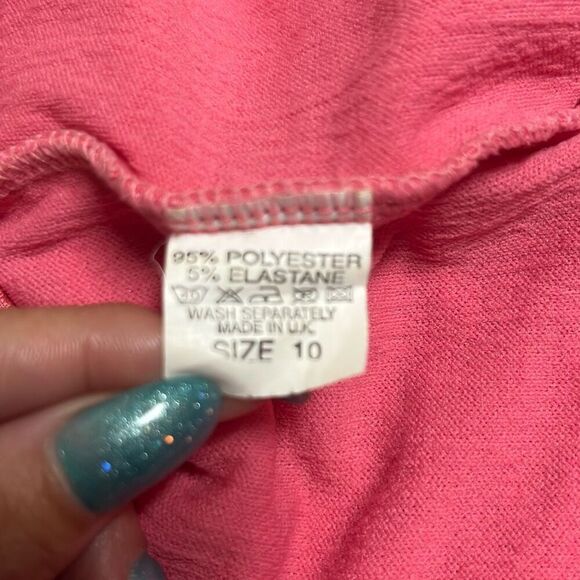 95% POLYESTER
5% ELASTANE
WASH SEPARATELY
MADE IN U.K
SIZE 10